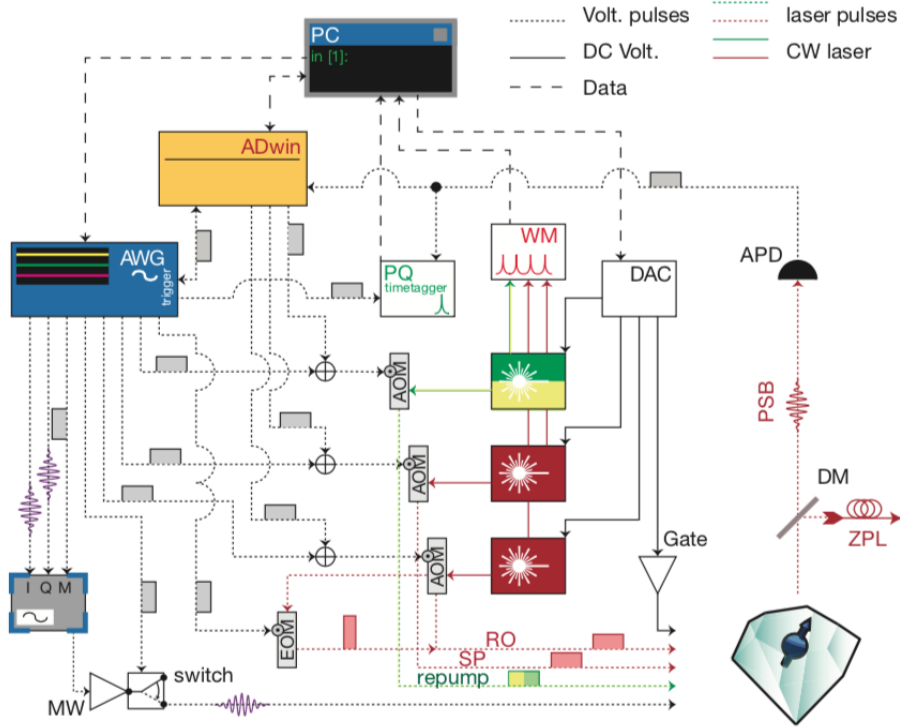 Volt. pulses
laser pulses
PC
in [1]:
DC Volt.
CW laser
Data
ADwin
WM
APD
AWG
trigger
PQ
timetagger
DAC
AOM
PSB
AOM
DM
ZPL
Gate
AOM
I Q M
EOM
RO
SP
repump
switch
MW